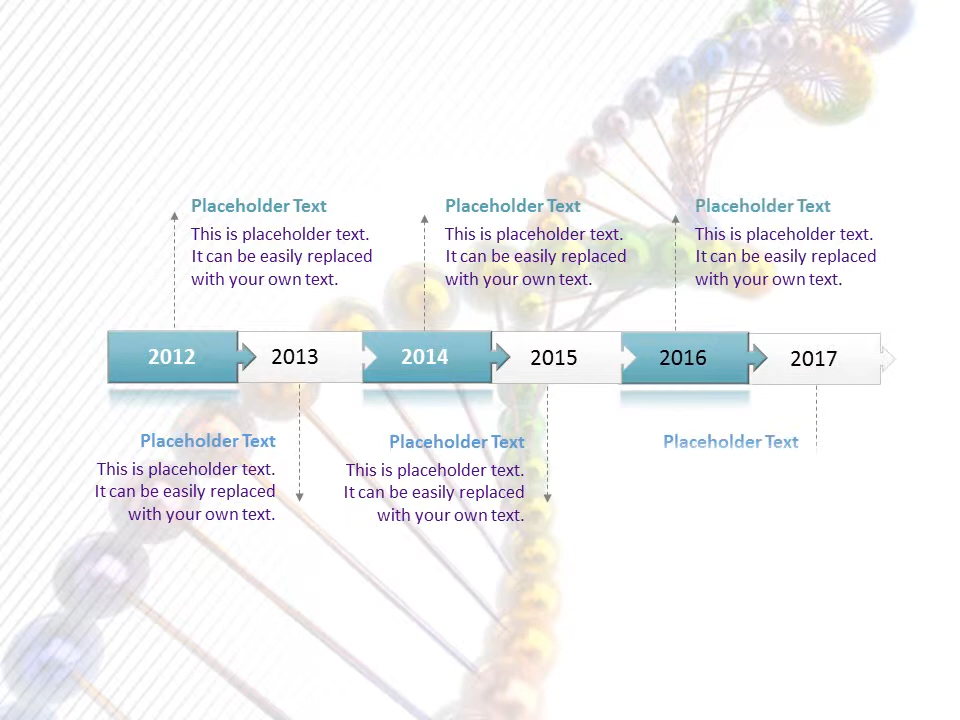 Placeholder Text
This is placeholder text.
It can be easily replaced
with your own text.
Placeholder Text
This is placeholder text.
It can be easily replaced
with your own text.
Placeholder Text
This is placeholder text.
It can be easily replaced
with your own text.
2012
2013
2014
2015
2016
2017
Placeholder Text
This is placeholder text.
It can be easily replaced
with your own text.
Placeholder Text
This is placeholder text.
It can be easily replaced
with your own text.
Placeholder Text